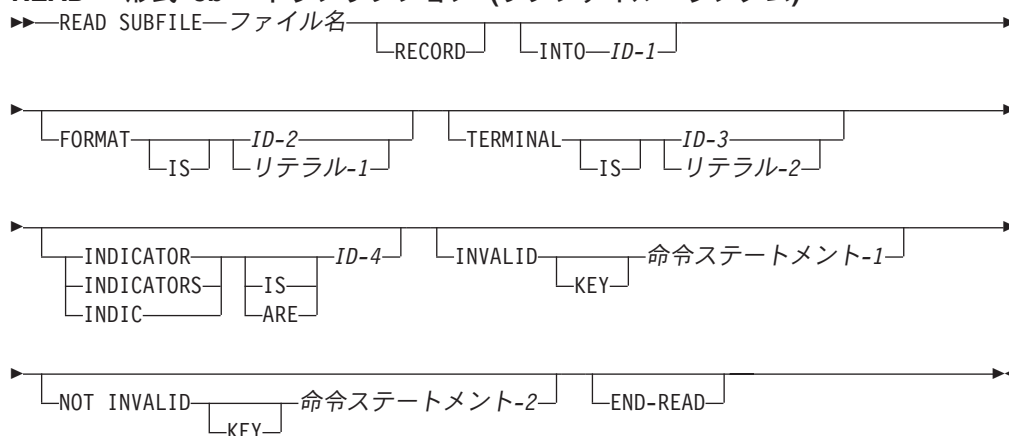 READ SUBFILE ファイル名 RECORD INTO ID-1
FORMAT IS ID-2 リテラル-1 TERMINAL IS ID-3 リテラル-2
INDICATOR INDICATORS INDIC IS ARE ID-4 INVALID KEY 命令ステートメント-1
NOT INVALID KEY 命令ステートメント-2 END-READ